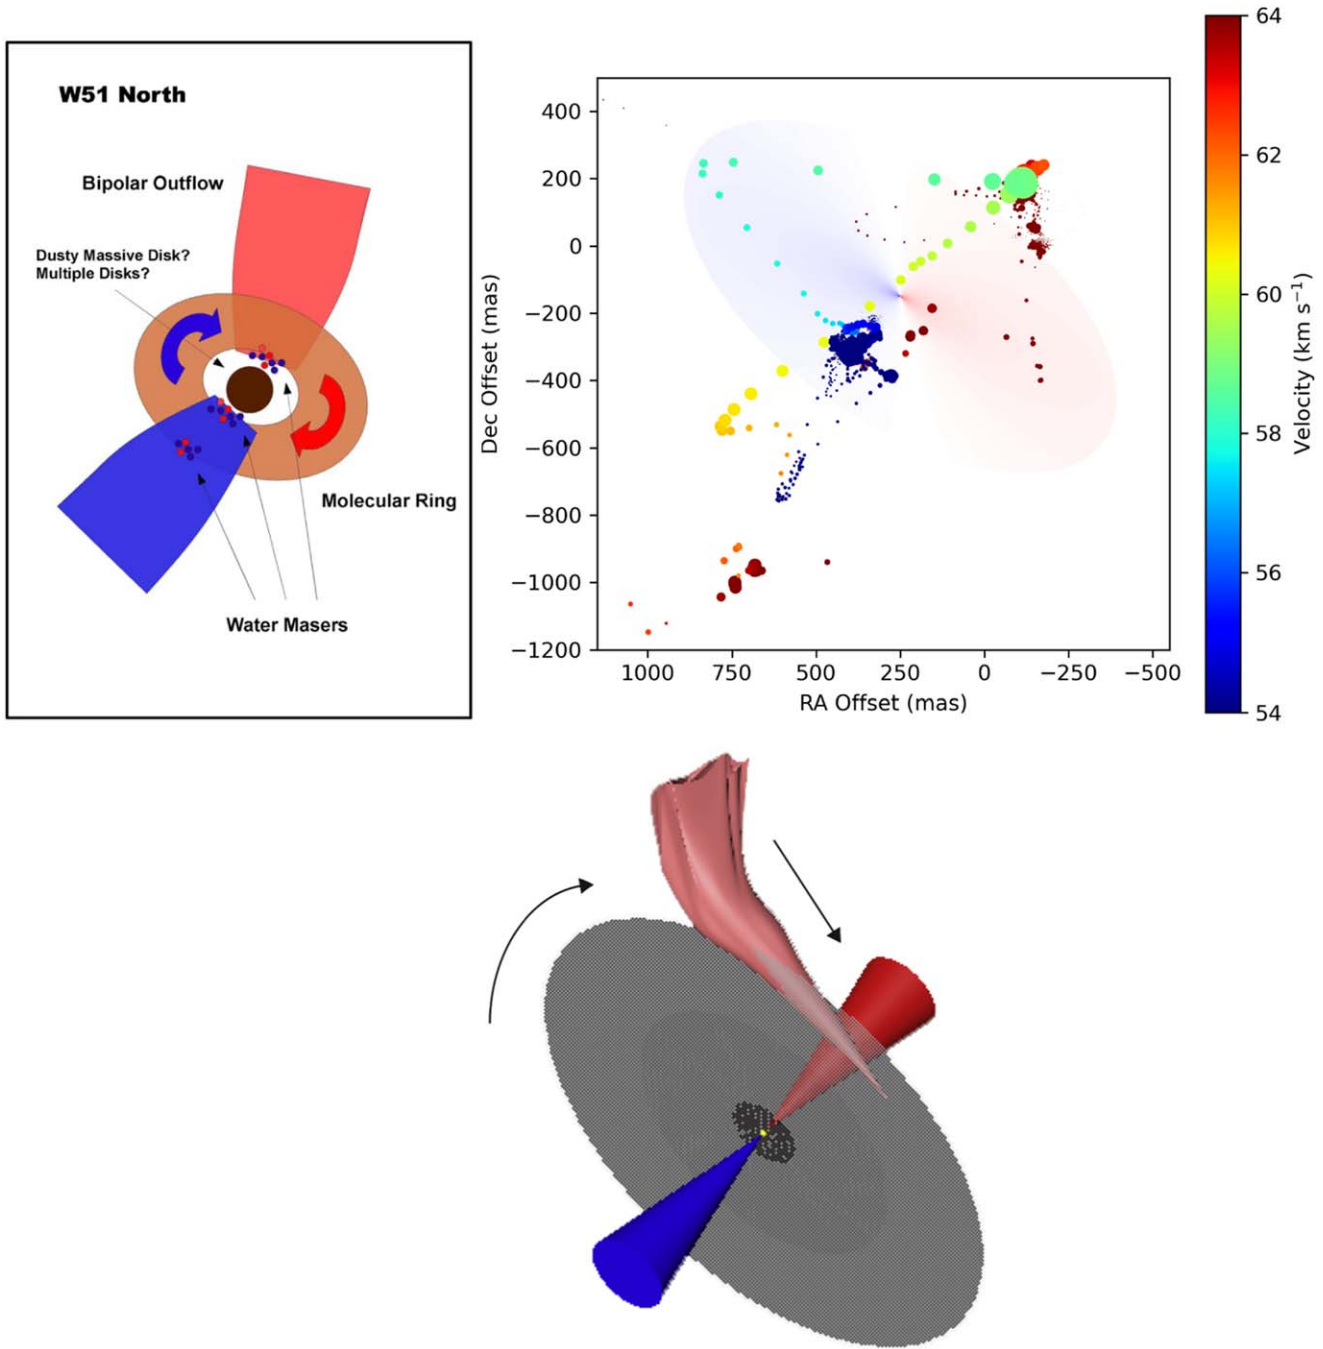 W51 North
Bipolar Outflow
Dusty Massive Disk?
Multiple Disks?
Molecular Ring
Water Masers
400
200
0
−200
−400
−600
−800
−1000
−1200
Dec Offset (mas)
1000 750 500 250 0 −250 −500
RA Offset (mas)
64
62
60
58
56
54
Velocity (km s⁻¹)